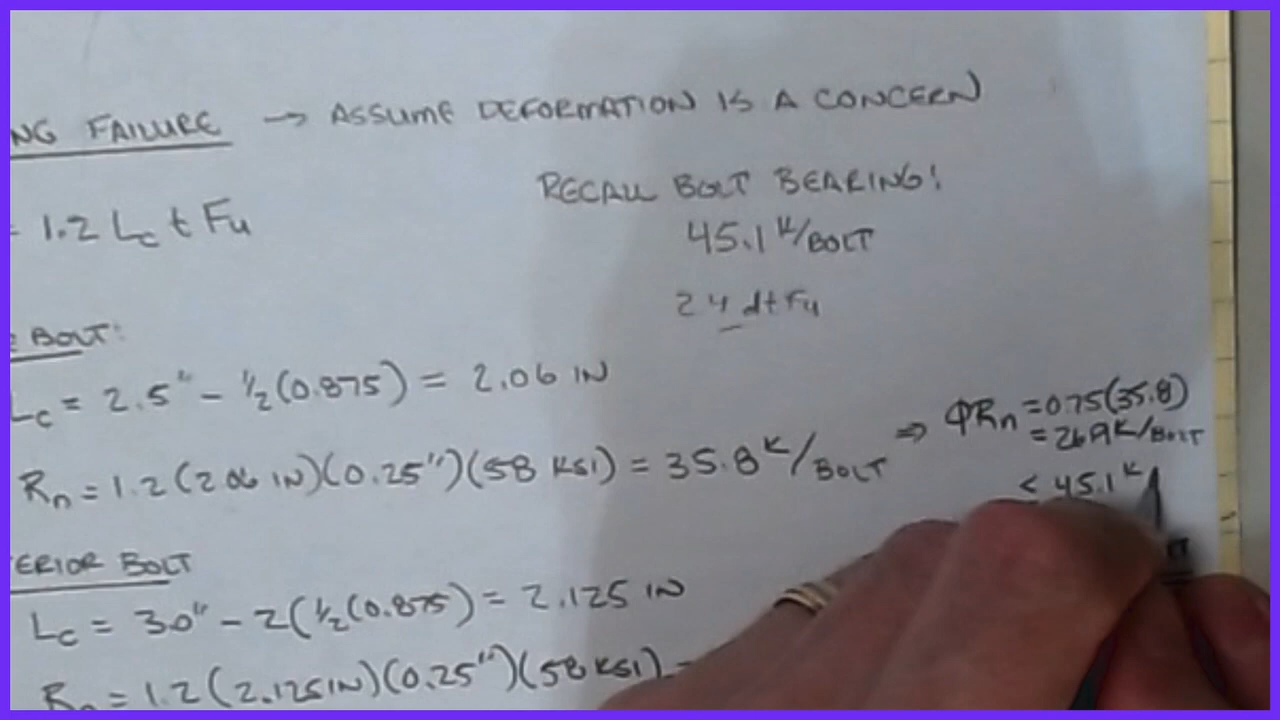 NG FAILURE → ASSUME DEFORMATION IS A CONCERN
RECALL BOLT BEARING!
= 1.2 Lc t Fu
45.1 K/BOLT
2.4 dt Fu
E BOLT:
Lc = 2.5" - 1/2(0.875) = 2.06 IN
Rn = 1.2(2.06 IN)(0.25")(58 KSI) = 35.8 K/BOLT ⇒ ΦRn = 0.75(35.8)
= 26.9 K/BOLT
< 45.1 K/
ERIOR BOLT
Lc = 3.0" - 2(1/2(0.875) = 2.125 IN
Rn = 1.2(2.125 IN)(0.25")(58 KSI) =